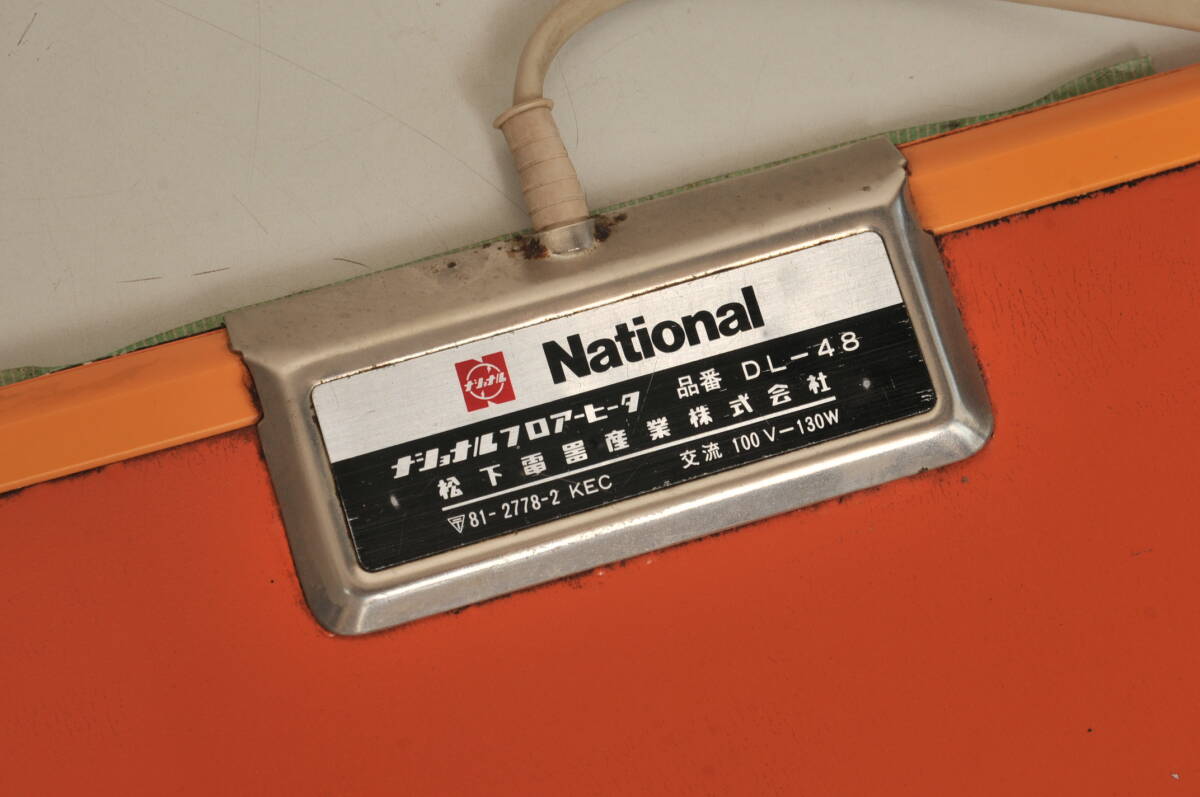 ナショナル National
ナショナルフロアーヒータ 品番 DL-48
松下電器産業株式会社
〒81-2778-2 KEC 交流 100V-130W